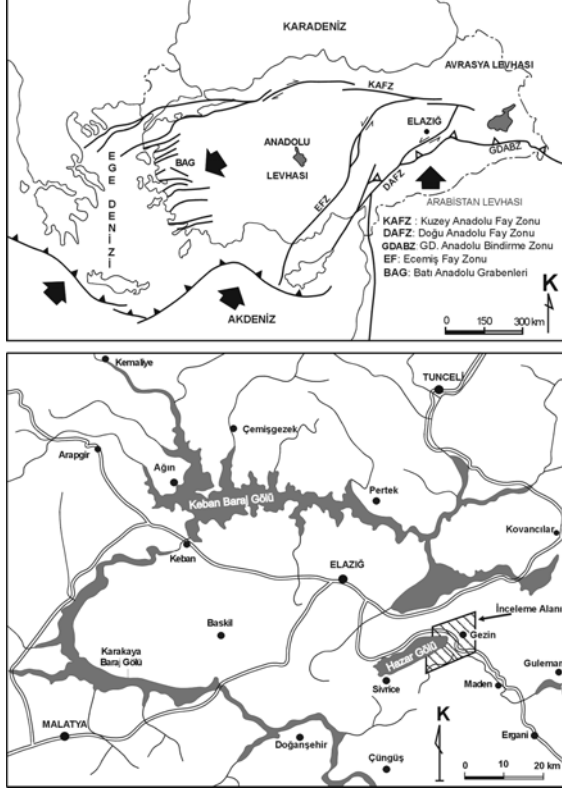 KARADENİZ
AVRASYA LEVHASI
KAFZ
ELAZIĞ
ANADOLU
LEVHASI
BAG
EGE DENİZİ
EFZ
DAFZ
GDABZ
ARABİSTAN LEVHASI
KAFZ : Kuzey Anadolu Fay Zonu
DAFZ: Doğu Anadolu Fay Zonu
GDABZ: GD. Anadolu Bindirme Zonu
EF: Ecemiş Fay Zonu
BAG: Batı Anadolu Grabenleri
K
AKDENİZ
0 150 300 km
Kemaliye
TUNCELİ
Çemişgezek
Arapgir
Ağın
Keban Baraj Gölü
Pertek
Kovancılar
Keban
ELAZIĞ
İnceleme Alanı
Baskil
Gezin
Hazar Gölü
Karakaya
Baraj Gölü
Guleman
Sivrice
Maden
MALATYA
K
Doğanşehir
Ergani
Çüngüş
0 10 20 km